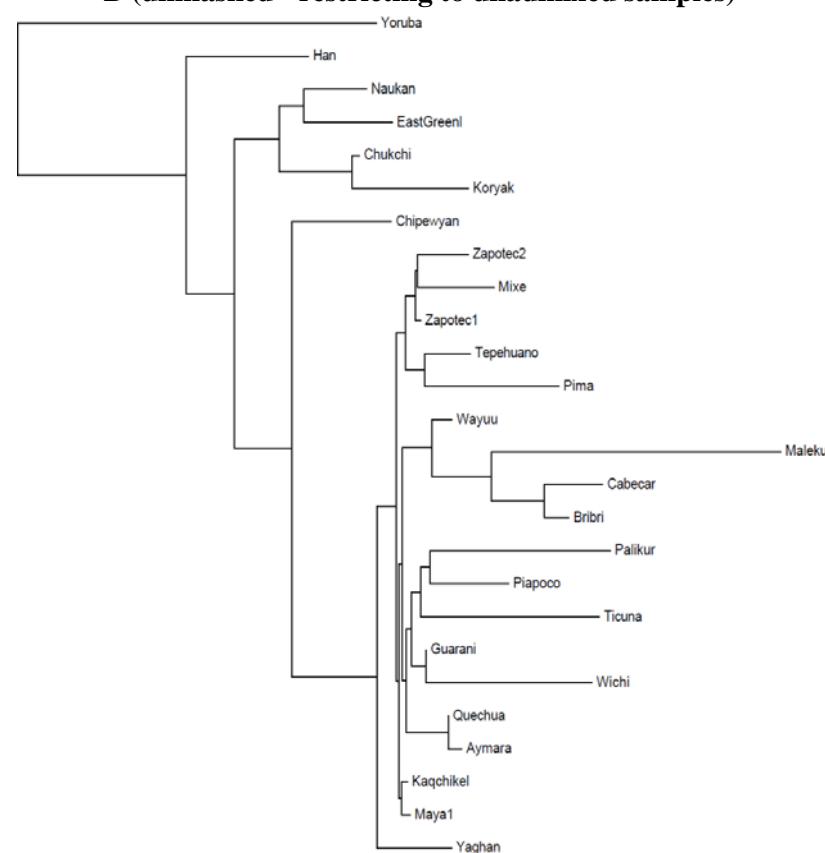 Yoruba
Han
Naukan
EastGreenl
Chukchi
Koryak
Chipewyan
Zapotec2
Mixe
Zapotec1
Tepehuano
Pima
Wayuu
Maleku
Cabecar
Bribri
Palikur
Piapoco
Ticuna
Guarani
Wichi
Quechua
Aymara
Kaqchikel
Maya1
Yaghan